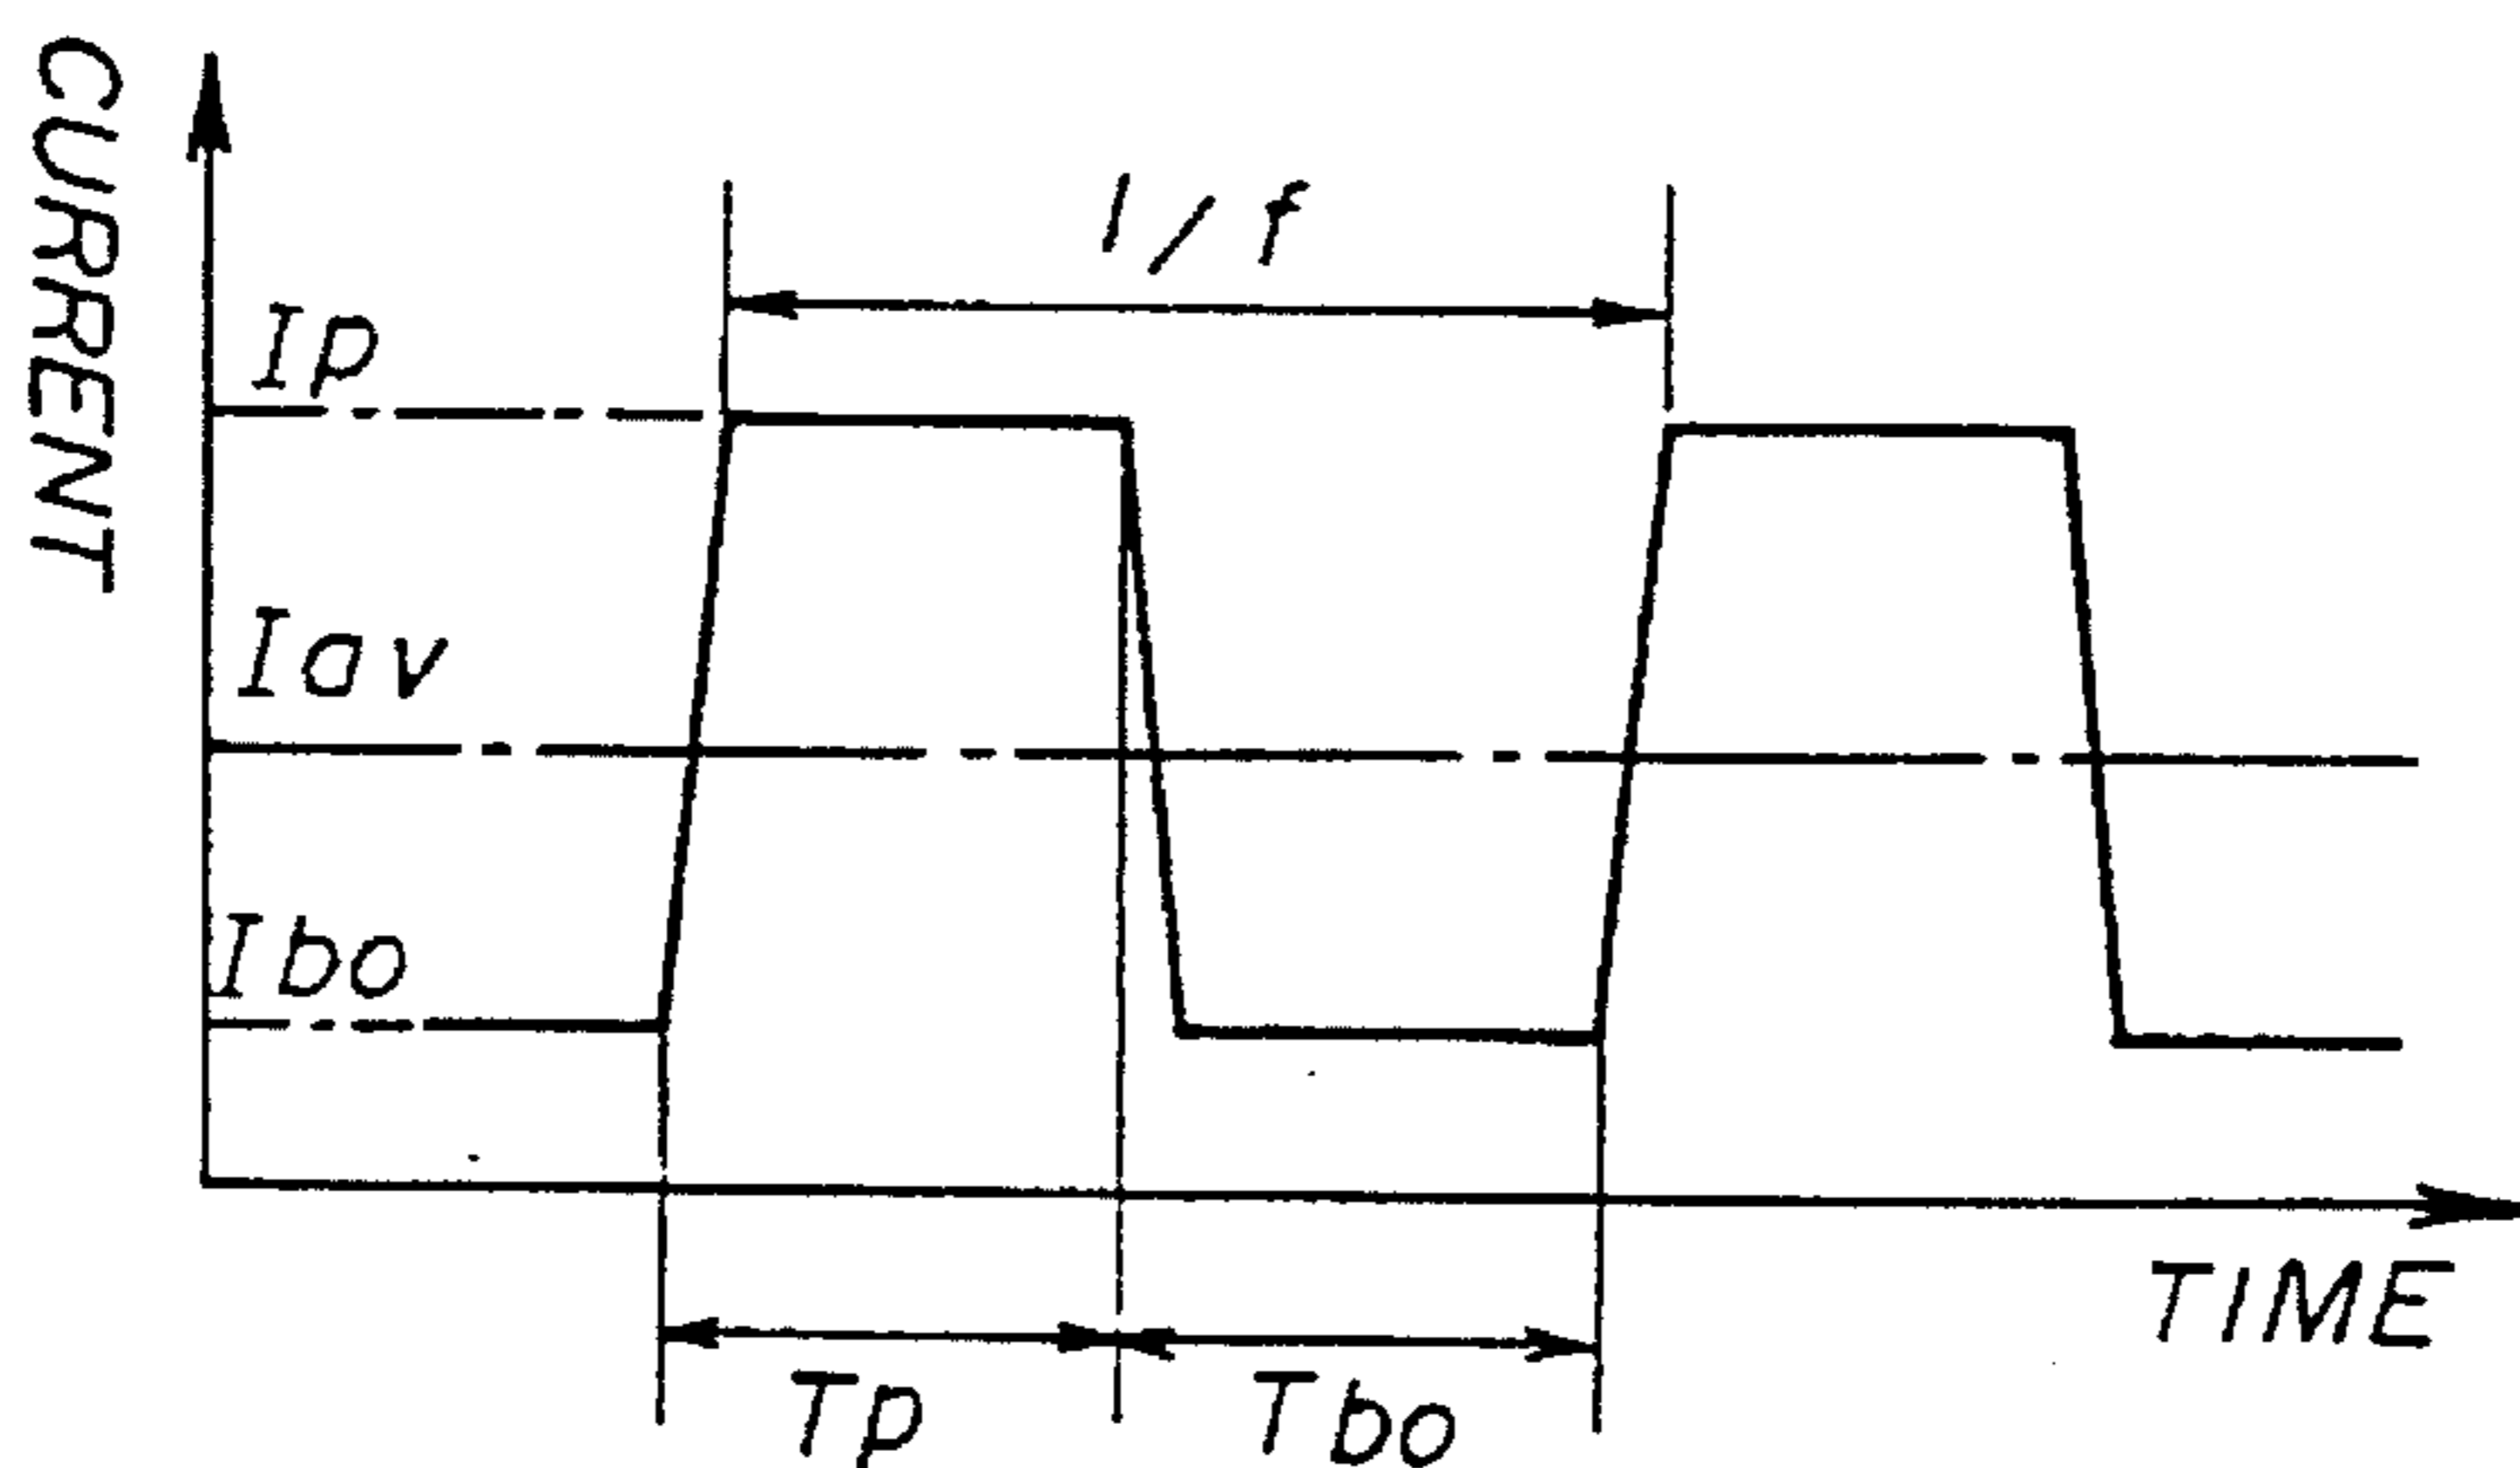 CURRENT
1/f
Ip
Iav
Ibo
TIME
Tp
Tbo